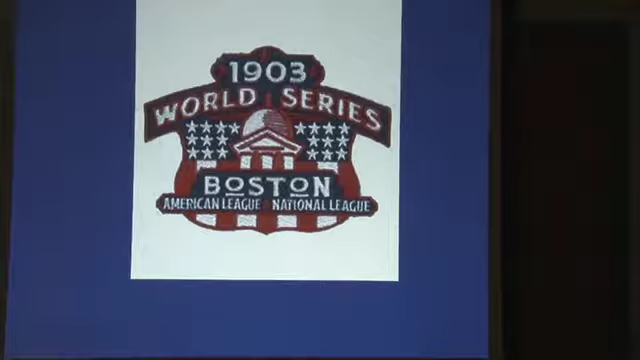 1903
WORLD SERIES
BOSTON
AMERICAN LEAGUE NATIONAL LEAGUE